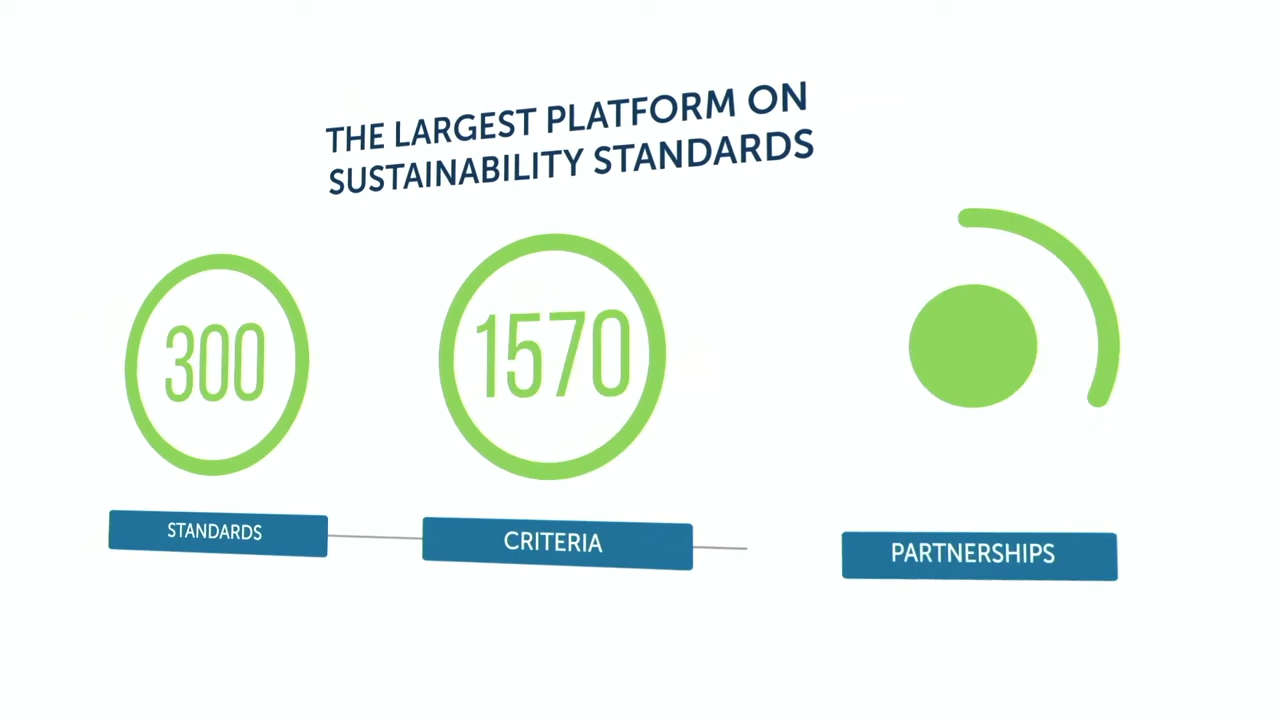 THE LARGEST PLATFORM ON
SUSTAINABILITY STANDARDS
300
1570
STANDARDS
CRITERIA
PARTNERSHIPS